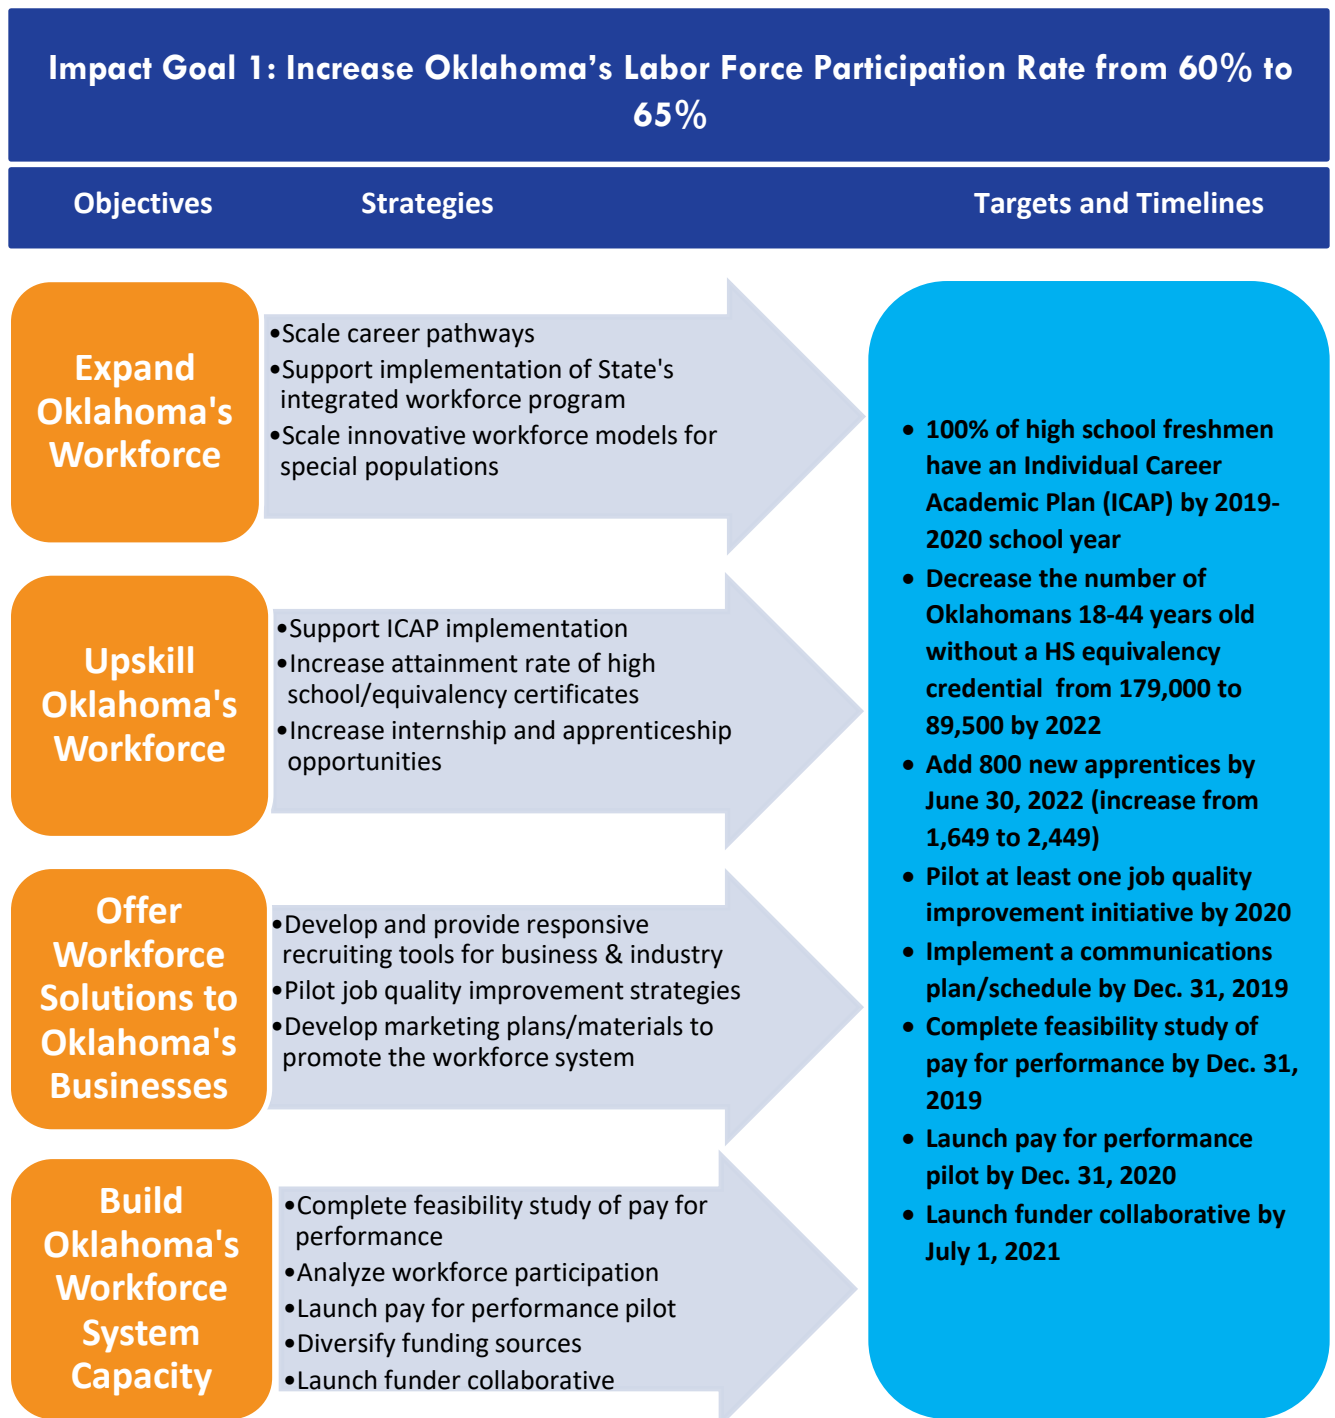 Impact Goal 1: Increase Oklahoma’s Labor Force Participation Rate from 60% to
65%
Objectives
Strategies
Targets and Timelines
Expand
Oklahoma's
Workforce
•Scale career pathways
•Support implementation of State's
integrated workforce program
•Scale innovative workforce models for
special populations
Upskill
Oklahoma's
Workforce
•Support ICAP implementation
•Increase attainment rate of high
school/equivalency certificates
•Increase internship and apprenticeship
opportunities
Offer
Workforce
Solutions to
Oklahoma's
Businesses
•Develop and provide responsive
recruiting tools for business & industry
•Pilot job quality improvement strategies
•Develop marketing plans/materials to
promote the workforce system
Build
Oklahoma's
Workforce
System
Capacity
•Complete feasibility study of pay for
performance
•Analyze workforce participation
•Launch pay for performance pilot
•Diversify funding sources
•Launch funder collaborative
• 100% of high school freshmen
have an Individual Career
Academic Plan (ICAP) by 2019-
2020 school year
• Decrease the number of
Oklahomans 18-44 years old
without a HS equivalency
credential from 179,000 to
89,500 by 2022
• Add 800 new apprentices by
June 30, 2022 (increase from
1,649 to 2,449)
• Pilot at least one job quality
improvement initiative by 2020
• Implement a communications
plan/schedule by Dec. 31, 2019
• Complete feasibility study of
pay for performance by Dec. 31,
2019
• Launch pay for performance
pilot by Dec. 31, 2020
• Launch funder collaborative by
July 1, 2021